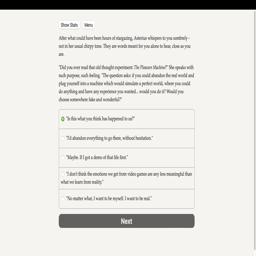 Show Stats Menu
After what could have been hours of stargazing, Asterius whispers to you sombrely -
not in her usual chirpy tone. They are words meant for you alone to hear, close as you
are.
"Did you ever read that old thought experiment The Pleasure Machine?" She speaks with
such purpose, such feeling. "The question asks: if you could abandon the real world and
plug yourself into a machine which would simulate a perfect world, where you could
do anything and have any experience you wanted... would you do it? Would you
choose somewhere fake and wonderful?"
"Is this what you think has happened to us?"
"I'd abandon everything to go there, without hesitation."
"Maybe. If I got a demo of that life first."
"I don't think the emotions we get from video games are any less meaningful than
what we learn from reality."
"No matter what, I want to be myself. I want to be real."
Next